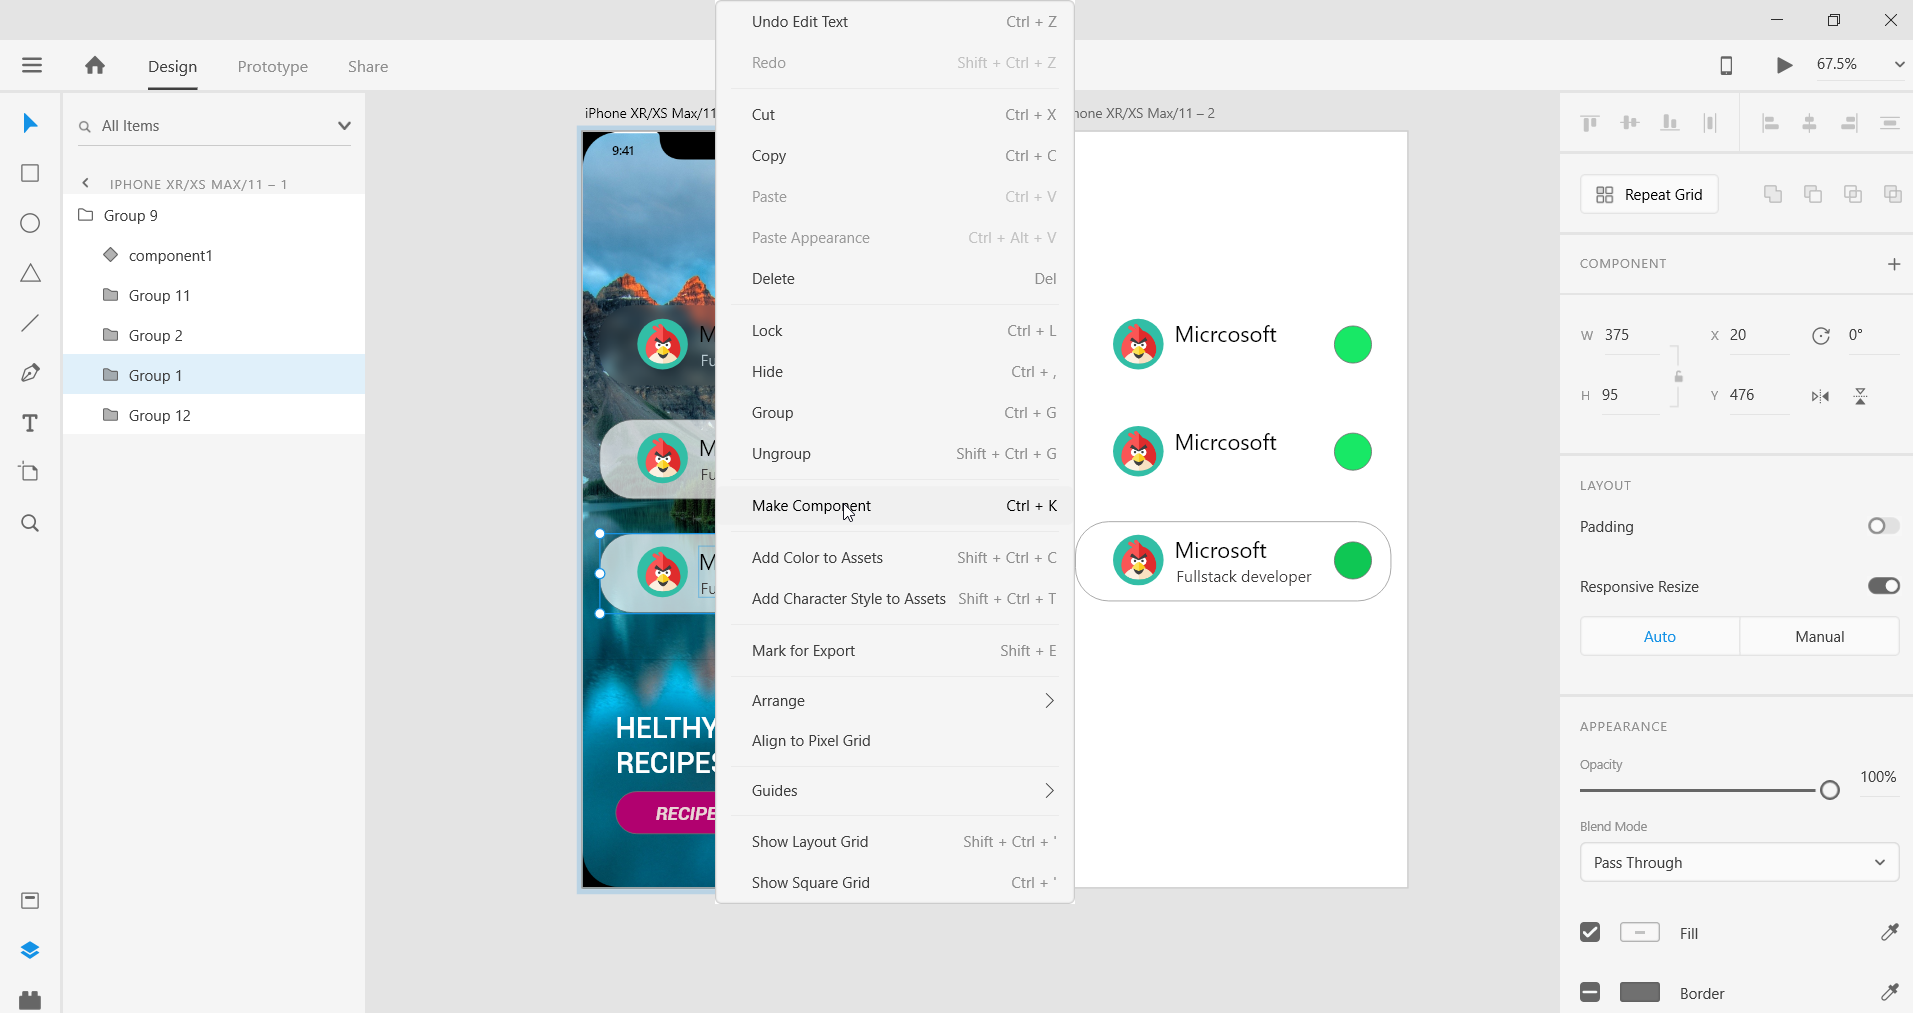 Design
Prototype
Share
67.5%
All Items
IPHONE XR/XS MAX/11 – 1
Group 9
component1
Group 11
Group 2
Group 1
Group 12
iPhone XR/XS Max/11
9:41
M
Fu
M
Fu
M
Fu
HELTHY
RECIPES
RECIPE
Undo Edit Text Ctrl + Z
Redo Shift + Ctrl + Z
Cut Ctrl + X
Copy Ctrl + C
Paste Ctrl + V
Paste Appearance Ctrl + Alt + V
Delete Del
Lock Ctrl + L
Hide Ctrl + ,
Group Ctrl + G
Ungroup Shift + Ctrl + G
Make Component Ctrl + K
Add Color to Assets Shift + Ctrl + C
Add Character Style to Assets Shift + Ctrl + T
Mark for Export Shift + E
Arrange
Align to Pixel Grid
Guides
Show Layout Grid Shift + Ctrl + '
Show Square Grid Ctrl + '
hone XR/XS Max/11 – 2
Micrcosoft
Micrcosoft
Microsoft
Fullstack developer
Repeat Grid
COMPONENT
W 375 X 20 0°
H 95 Y 476
LAYOUT
Padding
Responsive Resize
Auto Manual
APPEARANCE
Opacity
100%
Blend Mode
Pass Through
Fill
Border